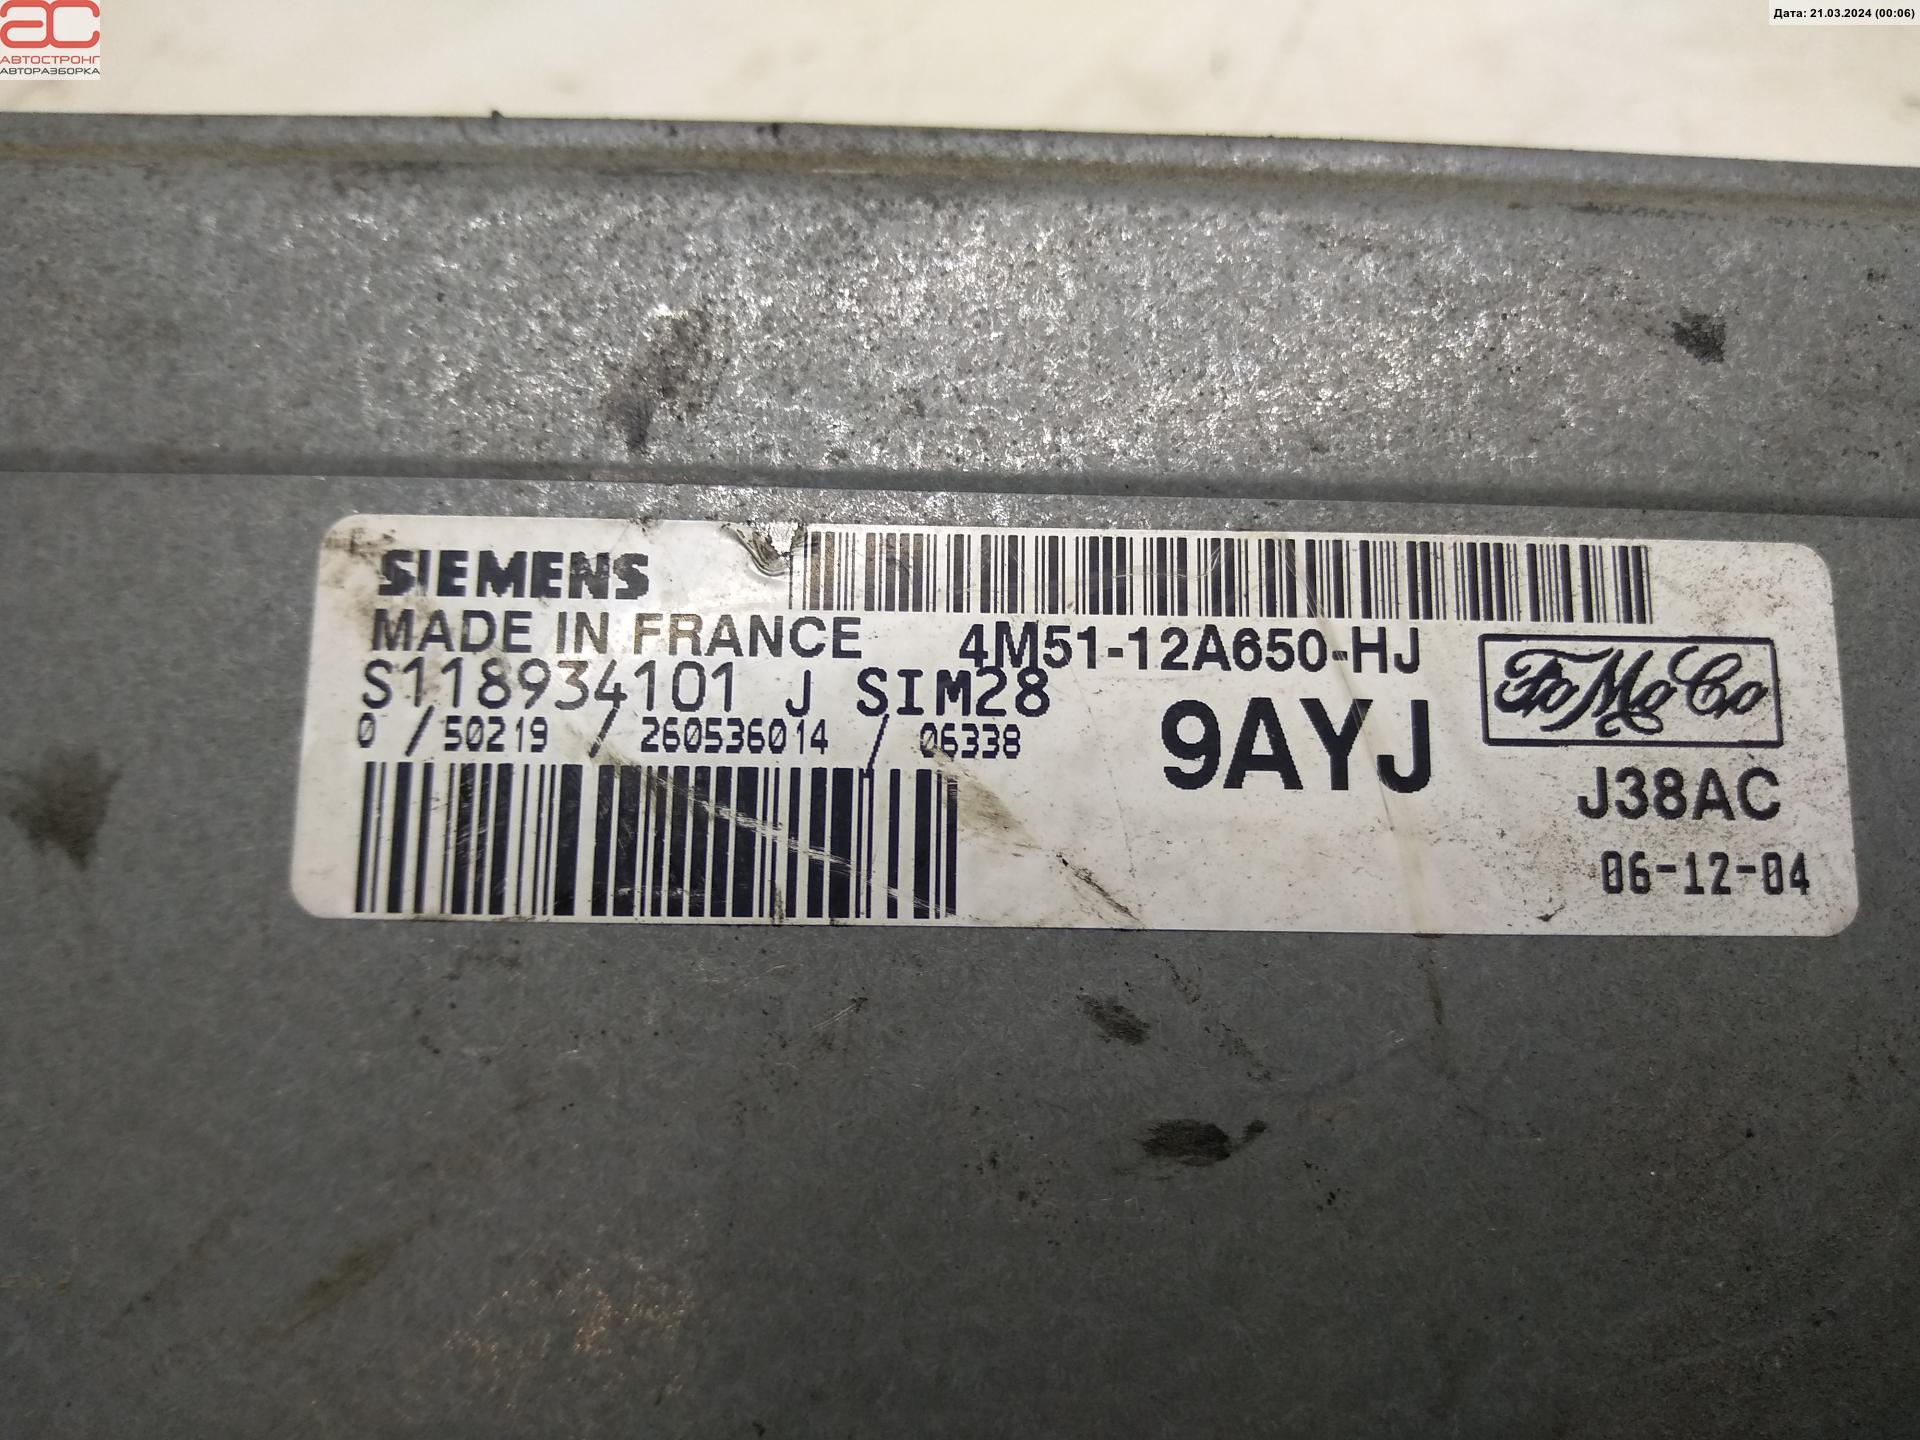 АС
АВТОСТРОНГ
АВТОРАЗБОРКА
Дата: 21.03.2024 (00:06)
SIEMENS
MADE IN FRANCE
4M51-12A650-HJ
S118934101 J SIM28
0 / 50219 / 260536014 / 06338
9AYJ
FoMoCo
J38AC
06-12-04